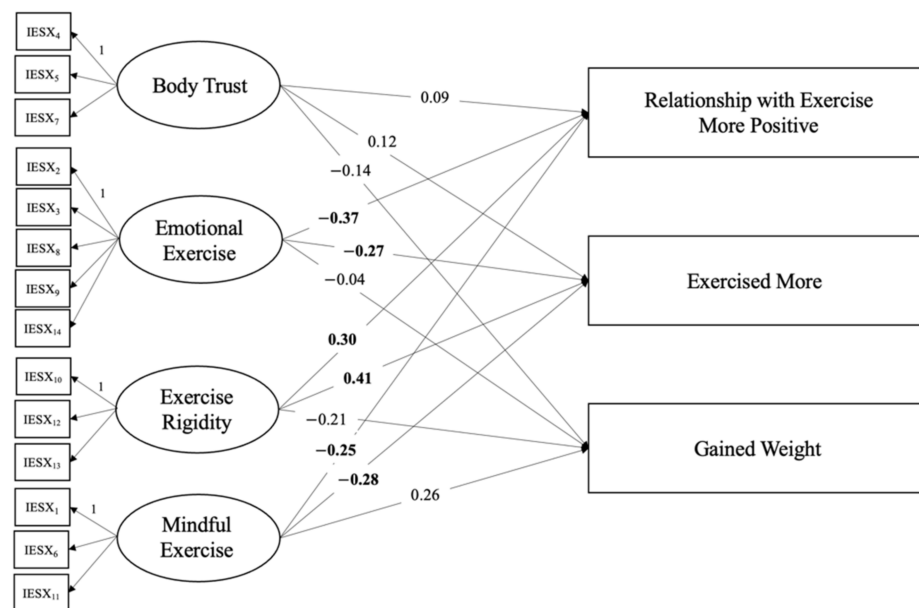 IESX₄
1
IESX₅
IESX₇
Body Trust
IESX₂
1
IESX₃
IESX₈
IESX₉
IESX₁₄
Emotional
Exercise
IESX₁₀
1
IESX₁₂
IESX₁₃
Exercise
Rigidity
IESX₁
1
IESX₆
IESX₁₁
Mindful
Exercise
0.09
0.12
−0.14
−0.37
−0.27
−0.04
0.30
0.41
−0.21
−0.25
−0.28
0.26
Relationship with Exercise
More Positive
Exercised More
Gained Weight